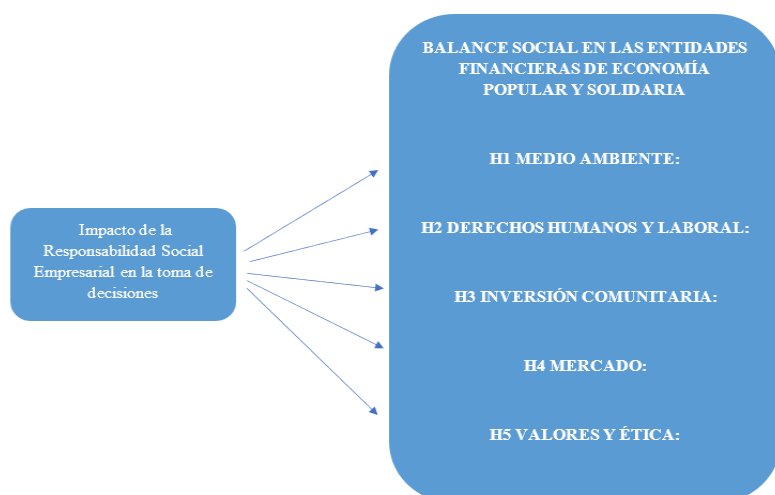 BALANCE SOCIAL EN LAS ENTIDADES
FINANCIERAS DE ECONOMÍA
POPULAR Y SOLIDARIA
H1 MEDIO AMBIENTE:
H2 DERECHOS HUMANOS Y LABORAL:
H3 INVERSIÓN COMUNITARIA:
H4 MERCADO:
H5 VALORES Y ÉTICA:
Impacto de la
Responsabilidad Social
Empresarial en la toma de
decisiones